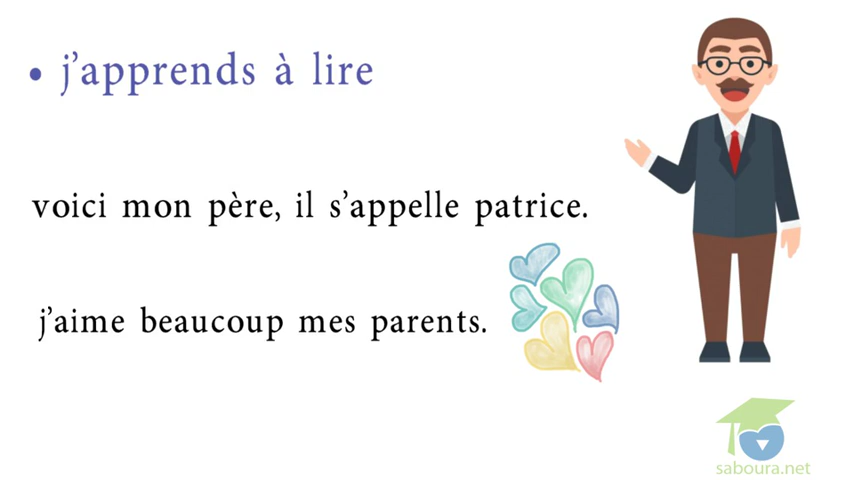 • j'apprends à lire
voici mon père, il s'appelle patrice.
j'aime beaucoup mes parents.
saboura.net